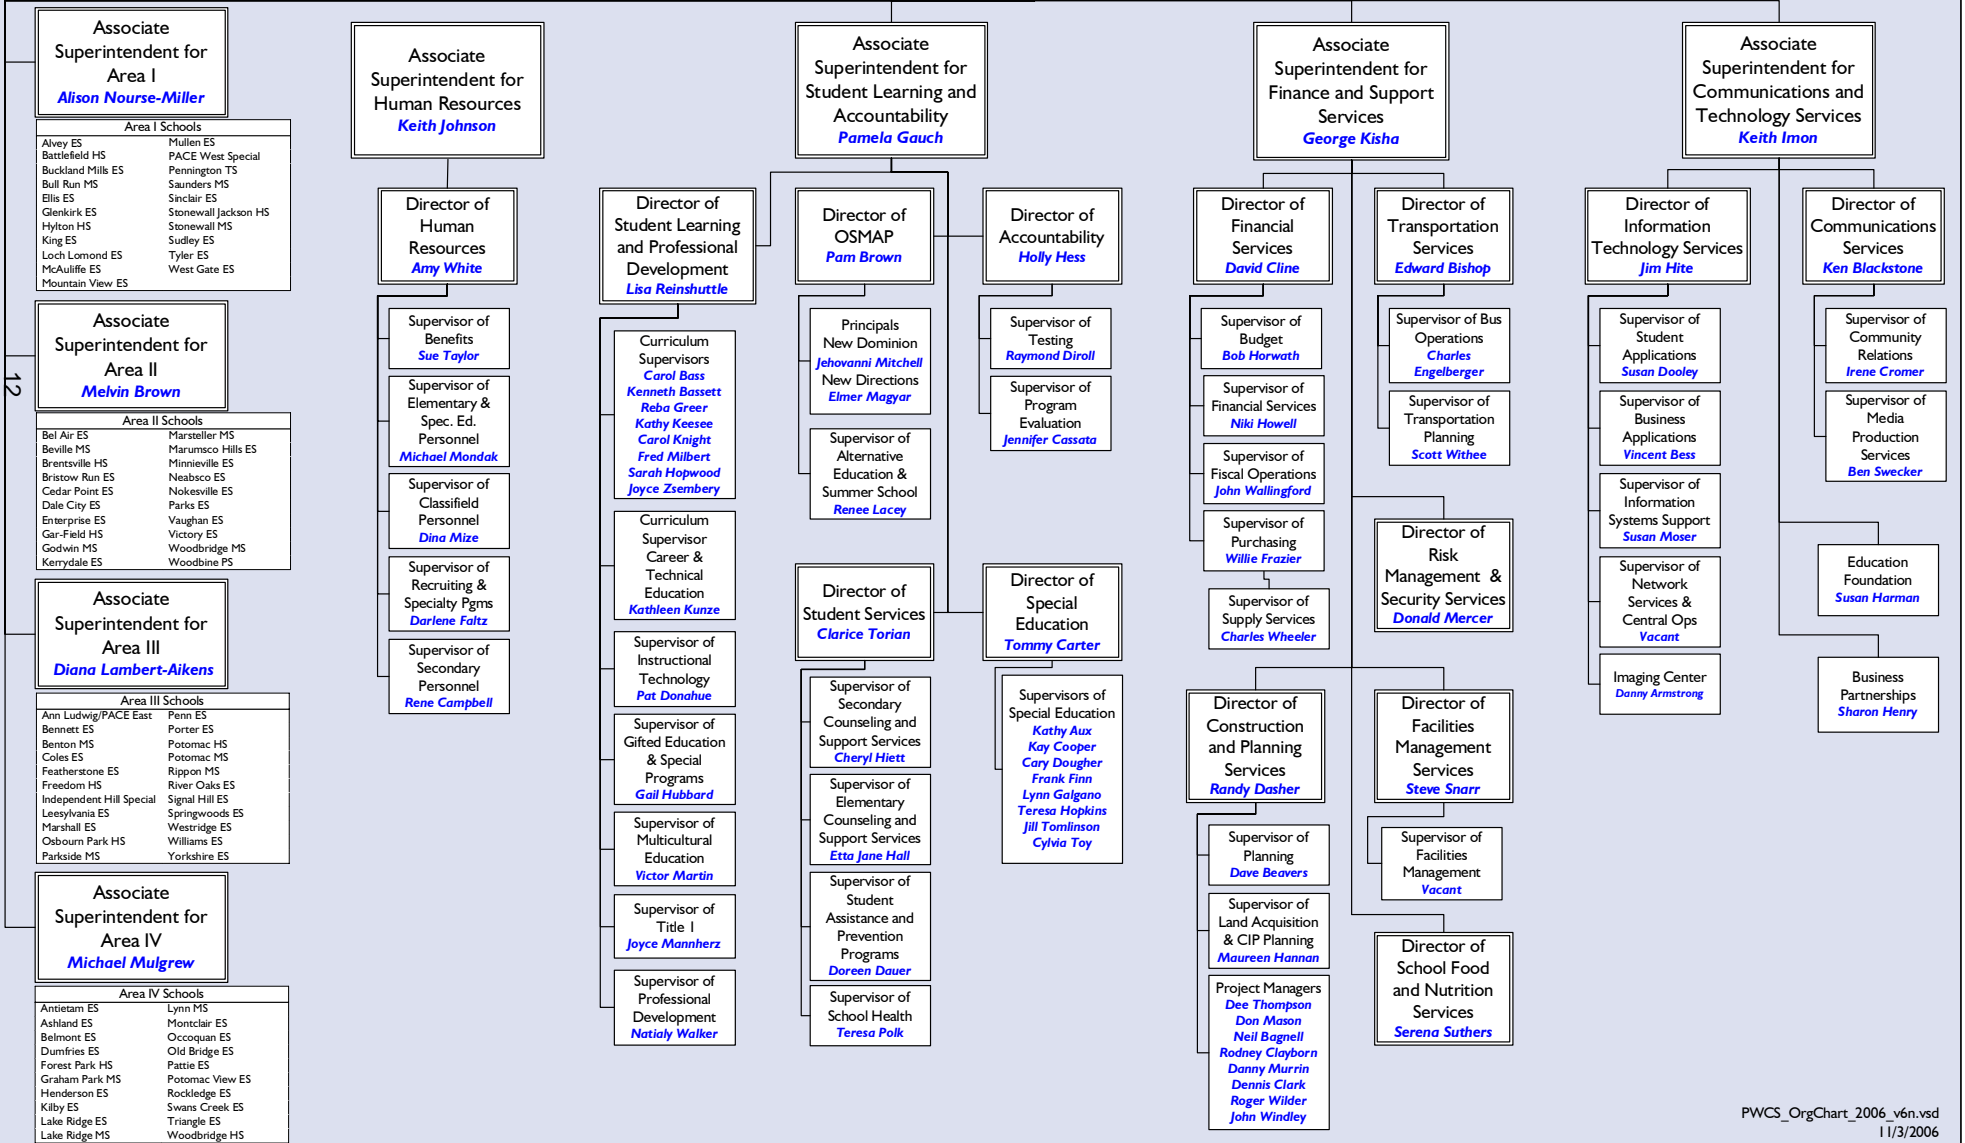 Associate
Superintendent for
Area I
Alison Nourse-Miller
Area I Schools
Alvey ES
Battlefield HS
Buckland Mills ES
Bull Run MS
Ellis ES
Glenkirk ES
Hylton HS
King ES
Loch Lomond ES
McAuliffe ES
Mountain View ES
Mullen ES
PACE West Special
Pennington TS
Saunders MS
Sinclair ES
Stonewall Jackson HS
Stonewall MS
Sudley ES
Tyler ES
West Gate ES
Associate
Superintendent for
Area II
Melvin Brown
12
Area II Schools
Bel Air ES
Beville MS
Brentsville HS
Bristow Run ES
Cedar Point ES
Dale City ES
Enterprise ES
Gar-Field HS
Godwin MS
Kerrydale ES
Marsteller MS
Marumsco Hills ES
Minnieville ES
Neabsco ES
Nokesville ES
Parks ES
Vaughan ES
Victory ES
Woodbridge MS
Woodbine PS
Associate
Superintendent for
Area III
Diana Lambert-Aikens
Area III Schools
Ann Ludwig/PACE East
Bennett ES
Benton MS
Coles ES
Featherstone ES
Freedom HS
Independent Hill Special
Leesylvania ES
Marshall ES
Osbourn Park HS
Parkside MS
Penn ES
Porter ES
Potomac HS
Potomac MS
Rippon MS
River Oaks ES
Signal Hill ES
Springwoods ES
Westridge ES
Williams ES
Yorkshire ES
Associate
Superintendent for
Area IV
Michael Mulgrew
Area IV Schools
Antietam ES
Ashland ES
Belmont ES
Dumfries ES
Forest Park HS
Graham Park MS
Henderson ES
Kilby ES
Lake Ridge ES
Lake Ridge MS
Lynn MS
Montclair ES
Occoquan ES
Old Bridge ES
Pattie ES
Potomac View ES
Rockledge ES
Swans Creek ES
Triangle ES
Woodbridge HS
Associate
Superintendent for
Human Resources
Keith Johnson
Director of
Human
Resources
Amy White
Supervisor of
Benefits
Sue Taylor
Supervisor of
Elementary &
Spec. Ed.
Personnel
Michael Mondak
Supervisor of
Classifield
Personnel
Dina Mize
Supervisor of
Recruiting &
Specialty Pgms
Darlene Faltz
Supervisor of
Secondary
Personnel
Rene Campbell
Associate
Superintendent for
Student Learning and
Accountability
Pamela Gauch
Director of
Student Learning
and Professional
Development
Lisa Reinshuttle
Curriculum
Supervisors
Carol Bass
Kenneth Bassett
Reba Greer
Kathy Keesee
Carol Knight
Fred Milbert
Sarah Hopwood
Joyce Zsembery
Curriculum
Supervisor
Career &
Technical
Education
Kathleen Kunze
Supervisor of
Instructional
Technology
Pat Donahue
Supervisor of
Gifted Education
& Special
Programs
Gail Hubbard
Supervisor of
Multicultural
Education
Victor Martin
Supervisor of
Title 1
Joyce Mannherz
Supervisor of
Professional
Development
Natialy Walker
Director of
OSMAP
Pam Brown
Principals
New Dominion
Jehovanni Mitchell
New Directions
Elmer Magyar
Supervisor of
Alternative
Education &
Summer School
Renee Lacey
Director of
Accountability
Holly Hess
Supervisor of
Testing
Raymond Diroll
Supervisor of
Program
Evaluation
Jennifer Cassata
Director of
Student Services
Clarice Torian
Supervisor of
Secondary
Counseling and
Support Services
Cheryl Hiett
Supervisor of
Elementary
Counseling and
Support Services
Etta Jane Hall
Supervisor of
Student
Assistance and
Prevention
Programs
Doreen Dauer
Supervisor of
School Health
Teresa Polk
Director of
Special
Education
Tommy Carter
Supervisors of
Special Education
Kathy Aux
Kay Cooper
Cary Dougher
Frank Finn
Lynn Galgano
Teresa Hopkins
Jill Tomlinson
Cylvia Toy
Associate
Superintendent for
Finance and Support
Services
George Kisha
Director of
Financial
Services
David Cline
Supervisor of
Budget
Bob Horwath
Supervisor of
Financial Services
Niki Howell
Supervisor of
Fiscal Operations
John Wallingford
Supervisor of
Purchasing
Willie Frazier
Supervisor of
Supply Services
Charles Wheeler
Director of
Transportation
Services
Edward Bishop
Supervisor of Bus
Operations
Charles
Engelberger
Supervisor of
Transportation
Planning
Scott Withee
Director of
Risk
Management &
Security Services
Donald Mercer
Director of
Construction
and Planning
Services
Randy Dasher
Supervisor of
Planning
Dave Beavers
Supervisor of
Land Acquisition
& CIP Planning
Maureen Hannan
Project Managers
Dee Thompson
Don Mason
Neil Bagnell
Rodney Clayborn
Danny Murrin
Dennis Clark
Roger Wilder
John Windley
Director of
Facilities
Management
Services
Steve Snarr
Supervisor of
Facilities
Management
Vacant
Director of
School Food
and Nutrition
Services
Serena Suthers
Associate
Superintendent for
Communications and
Technology Services
Keith Imon
Director of
Information
Technology Services
Jim Hite
Supervisor of
Student
Applications
Susan Dooley
Supervisor of
Business
Applications
Vincent Bess
Supervisor of
Information
Systems Support
Susan Moser
Supervisor of
Network
Services &
Central Ops
Vacant
Imaging Center
Danny Armstrong
Director of
Communications
Services
Ken Blackstone
Supervisor of
Community
Relations
Irene Cromer
Supervisor of
Media
Production
Services
Ben Swecker
Education
Foundation
Susan Harman
Business
Partnerships
Sharon Henry
PWCS_OrgChart_2006_v6n.vsd
11/3/2006